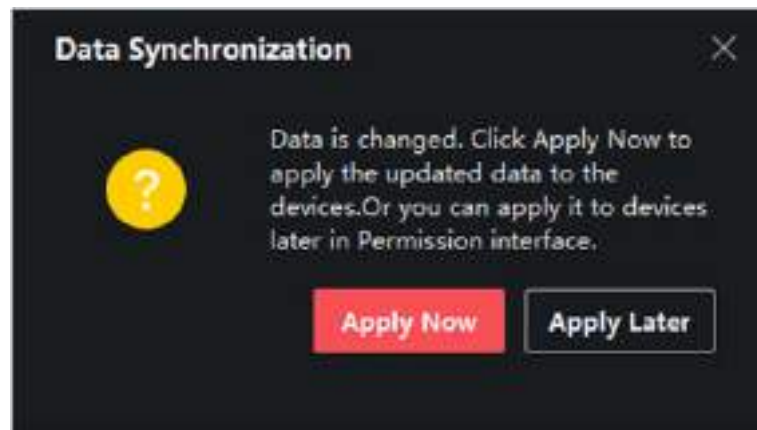 Data Synchronization
?
Data is changed. Click Apply Now to
apply the updated data to the
devices.Or you can apply it to devices
later in Permission interface.
Apply Now
Apply Later